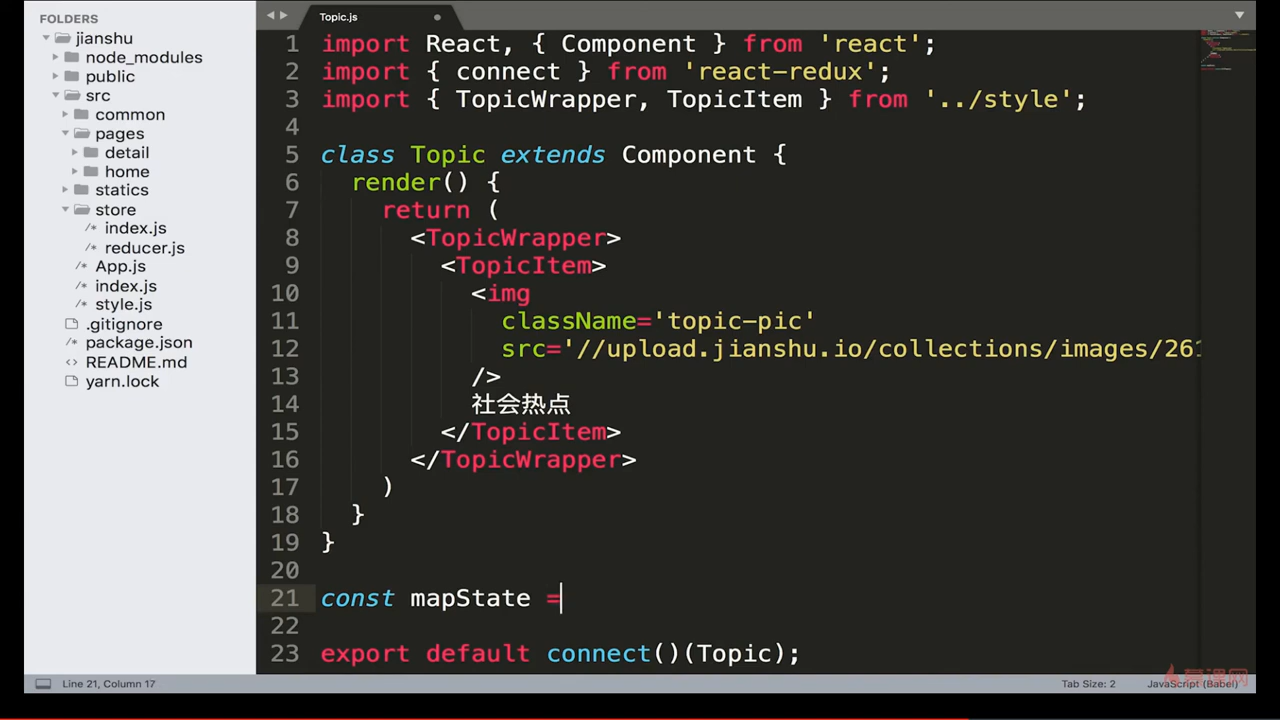 FOLDERS
jianshu
node_modules
public
src
common
pages
detail
home
statics
store
index.js
reducer.js
App.js
index.js
style.js
.gitignore
package.json
README.md
yarn.lock
Topic.js
1 import React, { Component } from 'react';
2 import { connect } from 'react-redux';
3 import { TopicWrapper, TopicItem } from '../style';
4
5 class Topic extends Component {
6 render() {
7 return (
8 <TopicWrapper>
9 <TopicItem>
10 <img
11 className='topic-pic'
12 src='//upload.jianshu.io/collections/images/261
13 />
14 社会热点
15 </TopicItem>
16 </TopicWrapper>
17 )
18 }
19 }
20
21 const mapState =
22
23 export default connect()(Topic);
Line 21, Column 17
Tab Size: 2
JavaScript (Babel)
慕课网